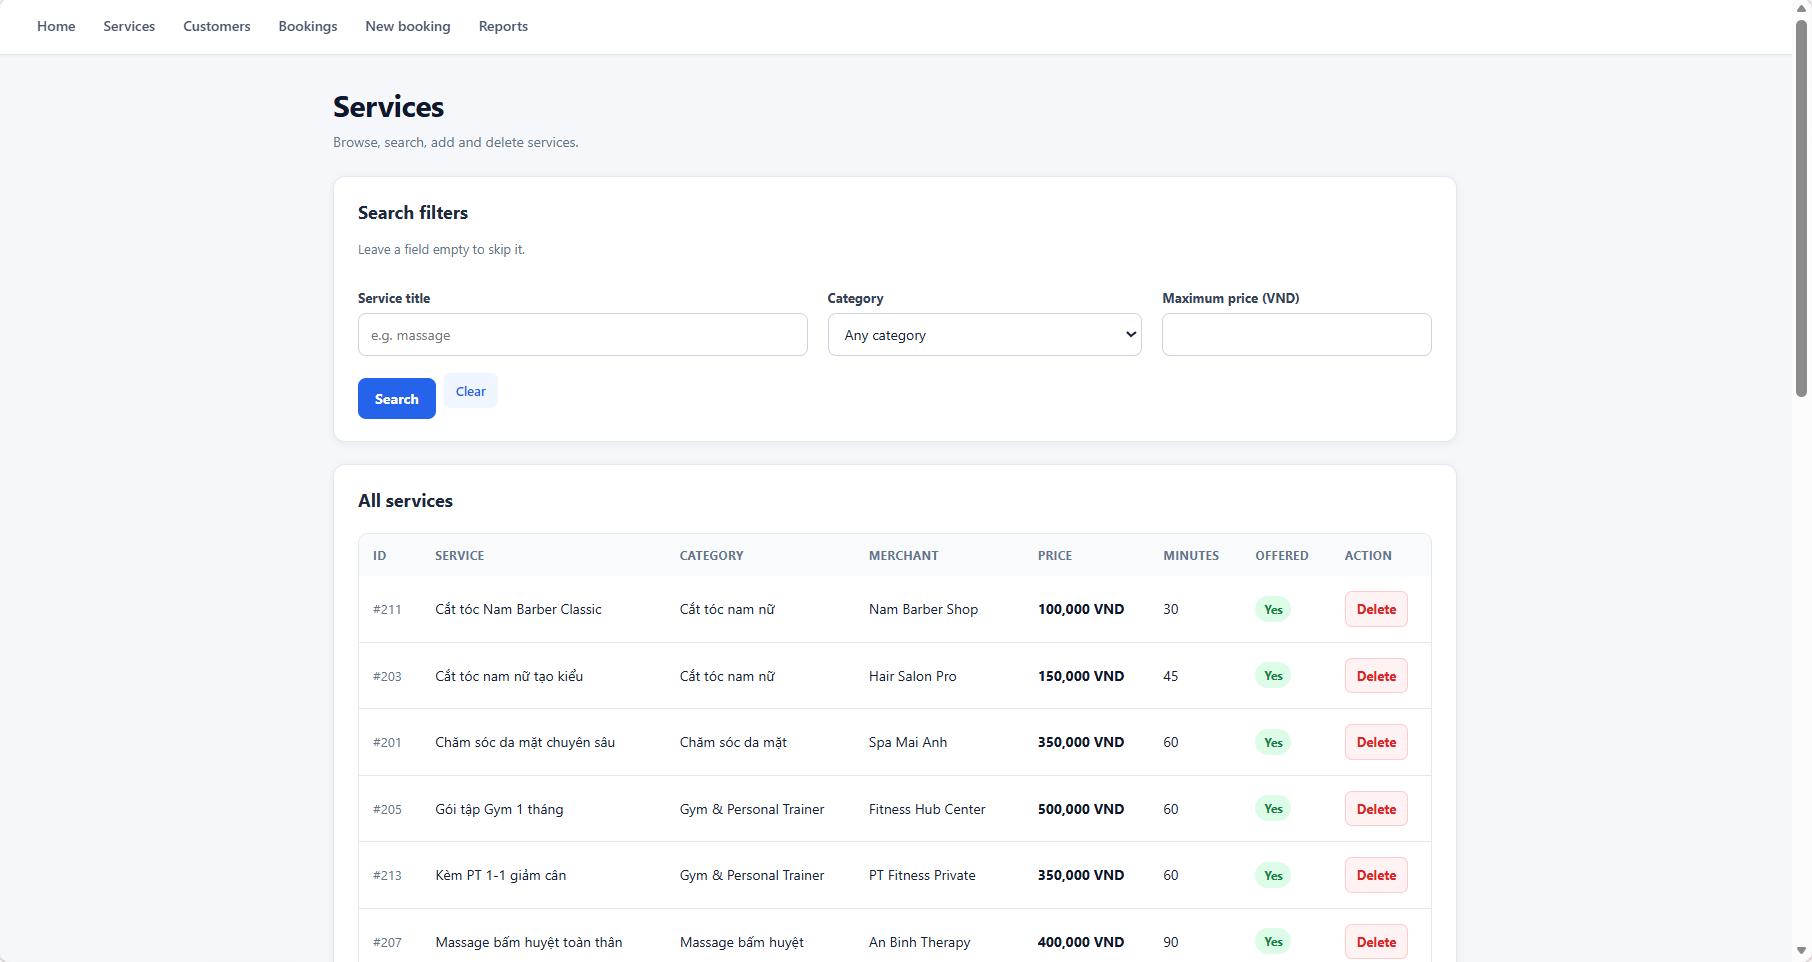 Home Services Customers Bookings New booking Reports
Services
Browse, search, add and delete services.
Search filters
Leave a field empty to skip it.
Service title Category Maximum price (VND)
e.g. massage Any category
Search Clear
All services
ID SERVICE CATEGORY MERCHANT PRICE MINUTES OFFERED ACTION
#211 Cắt tóc Nam Barber Classic Cắt tóc nam nữ Nam Barber Shop 100,000 VND 30 Yes Delete
#203 Cắt tóc nam nữ tạo kiểu Cắt tóc nam nữ Hair Salon Pro 150,000 VND 45 Yes Delete
#201 Chăm sóc da mặt chuyên sâu Chăm sóc da mặt Spa Mai Anh 350,000 VND 60 Yes Delete
#205 Gói tập Gym 1 tháng Gym & Personal Trainer Fitness Hub Center 500,000 VND 60 Yes Delete
#213 Kèm PT 1-1 giảm cân Gym & Personal Trainer PT Fitness Private 350,000 VND 60 Yes Delete
#207 Massage bấm huyệt toàn thân Massage bấm huyệt An Binh Therapy 400,000 VND 90 Yes Delete